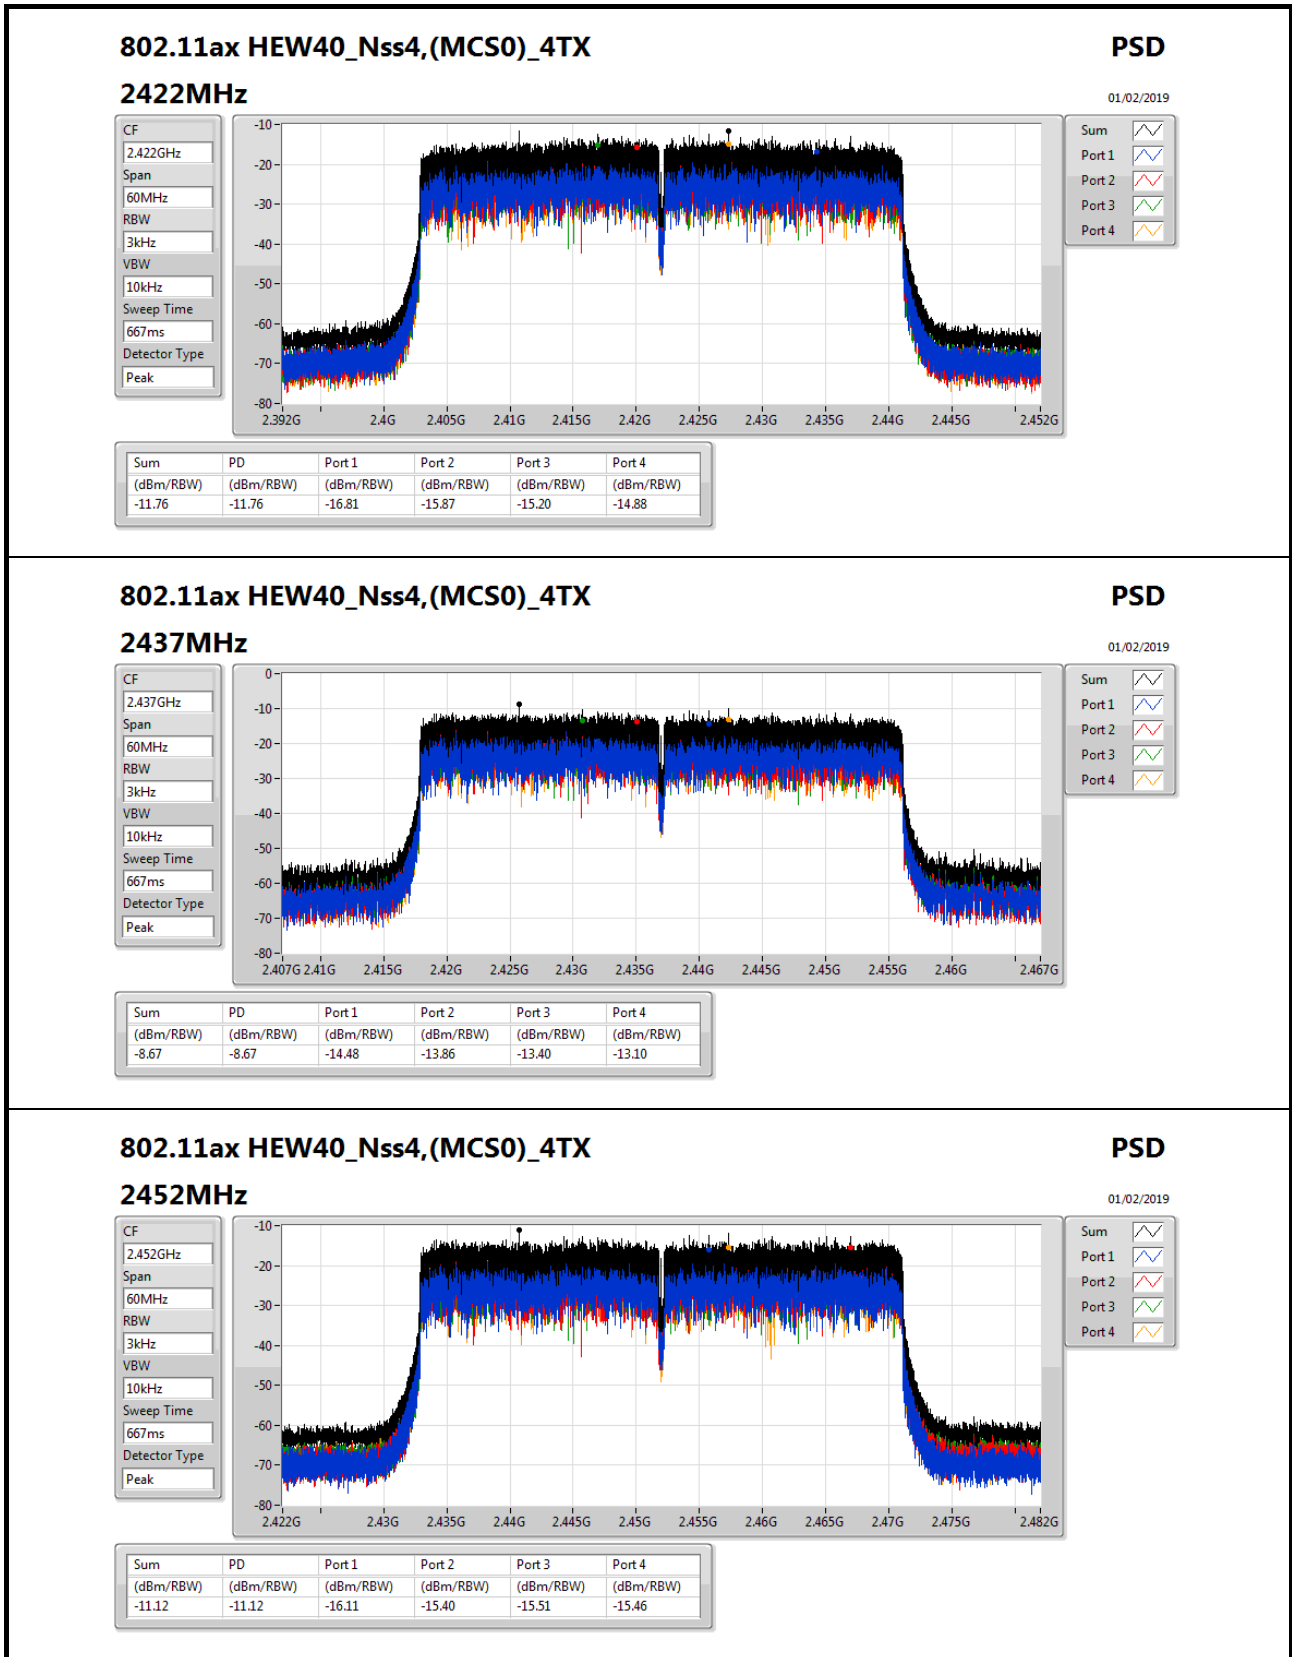 802.11ax HEW40_Nss4,(MCS0)_4TX PSD
2422MHz 01/02/2019
CF
2.422GHz
Span
60MHz
RBW
3kHz
VBW
10kHz
Sweep Time
667ms
Detector Type
Peak
-10
-20
-30
-40
-50
-60
-70
-80
2.392G 2.4G 2.405G 2.41G 2.415G 2.42G 2.425G 2.43G 2.435G 2.44G 2.445G 2.452G
Sum
Port 1
Port 2
Port 3
Port 4
Sum PD Port 1 Port 2 Port 3 Port 4
(dBm/RBW) (dBm/RBW) (dBm/RBW) (dBm/RBW) (dBm/RBW) (dBm/RBW)
-11.76 -11.76 -16.81 -15.87 -15.20 -14.88
802.11ax HEW40_Nss4,(MCS0)_4TX PSD
2437MHz 01/02/2019
CF
2.437GHz
Span
60MHz
RBW
3kHz
VBW
10kHz
Sweep Time
667ms
Detector Type
Peak
0
-10
-20
-30
-40
-50
-60
-70
-80
2.407G 2.41G 2.415G 2.42G 2.425G 2.43G 2.435G 2.44G 2.445G 2.45G 2.455G 2.46G 2.467G
Sum
Port 1
Port 2
Port 3
Port 4
Sum PD Port 1 Port 2 Port 3 Port 4
(dBm/RBW) (dBm/RBW) (dBm/RBW) (dBm/RBW) (dBm/RBW) (dBm/RBW)
-8.67 -8.67 -14.48 -13.86 -13.40 -13.10
802.11ax HEW40_Nss4,(MCS0)_4TX PSD
2452MHz 01/02/2019
CF
2.452GHz
Span
60MHz
RBW
3kHz
VBW
10kHz
Sweep Time
667ms
Detector Type
Peak
-10
-20
-30
-40
-50
-60
-70
-80
2.422G 2.43G 2.435G 2.44G 2.445G 2.45G 2.455G 2.46G 2.465G 2.47G 2.475G 2.482G
Sum
Port 1
Port 2
Port 3
Port 4
Sum PD Port 1 Port 2 Port 3 Port 4
(dBm/RBW) (dBm/RBW) (dBm/RBW) (dBm/RBW) (dBm/RBW) (dBm/RBW)
-11.12 -11.12 -16.11 -15.40 -15.51 -15.46